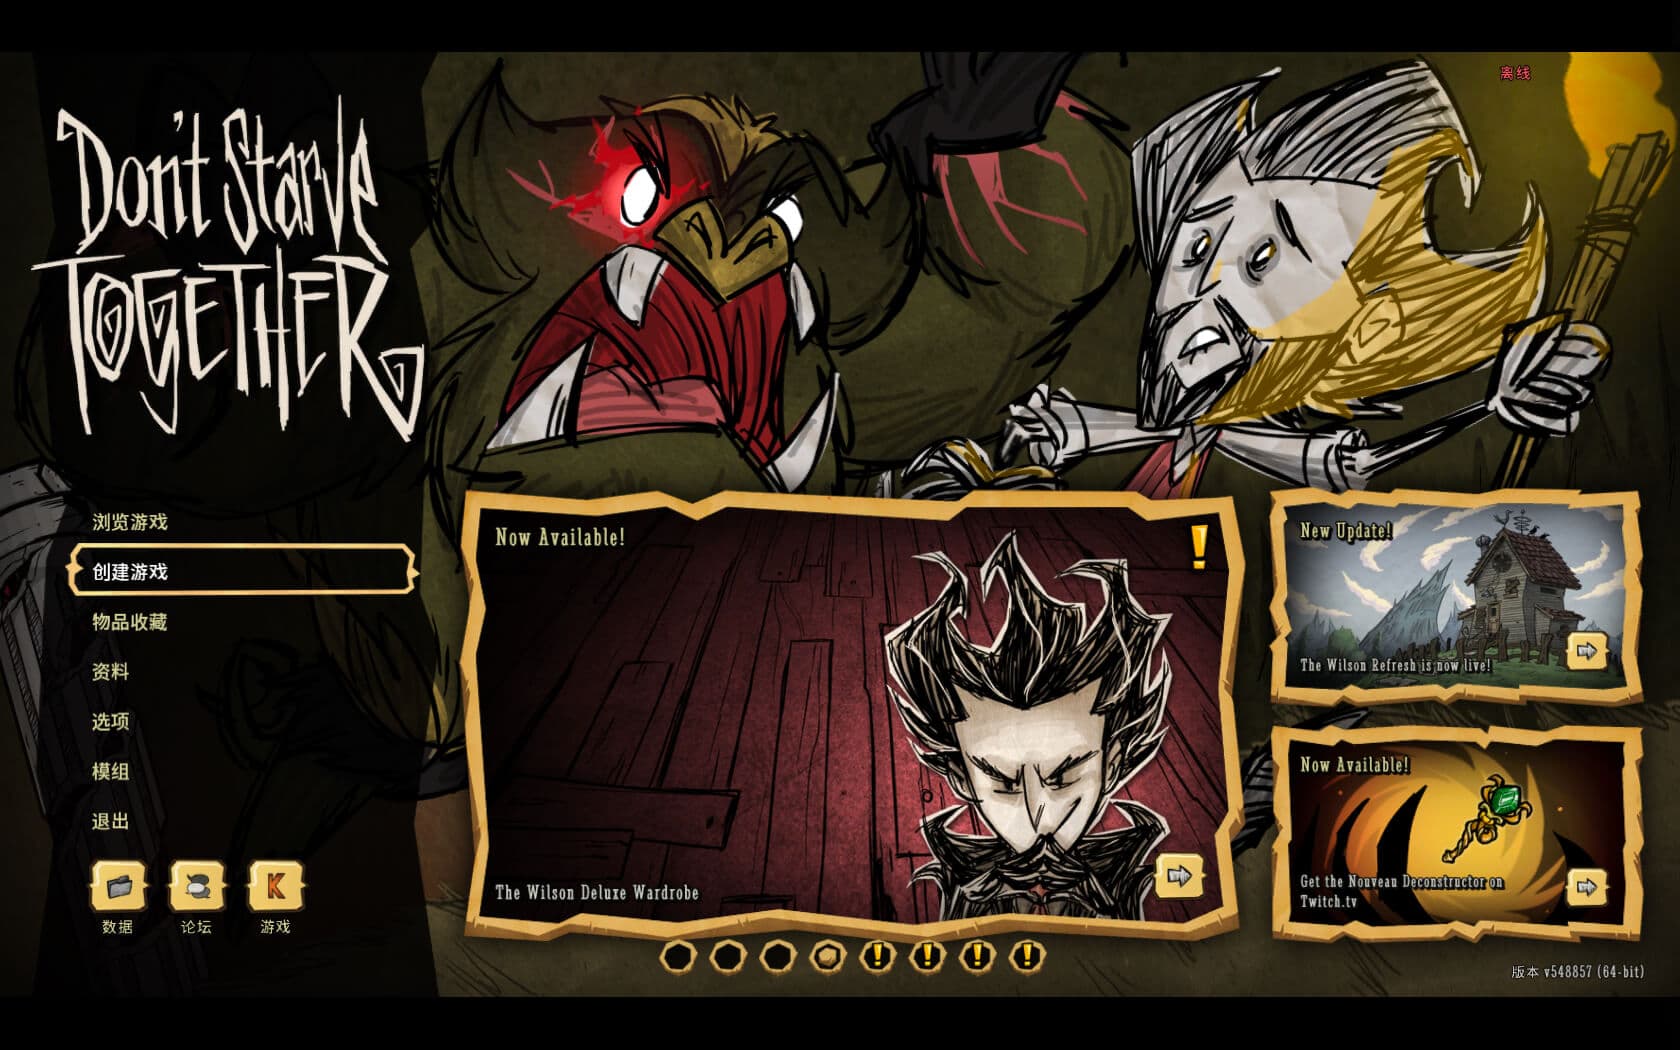 Don't Starve
TOGETHER
离线
浏览游戏
创建游戏
物品收藏
资料
选项
模组
退出
数据
论坛
游戏
Now Available!
The Wilson Deluxe Wardrobe
New Update!
The Wilson Refresh is now live!
Now Available!
Get the Nouveau Deconstructor on
Twitch.tv
版本 v548857 (64-bit)